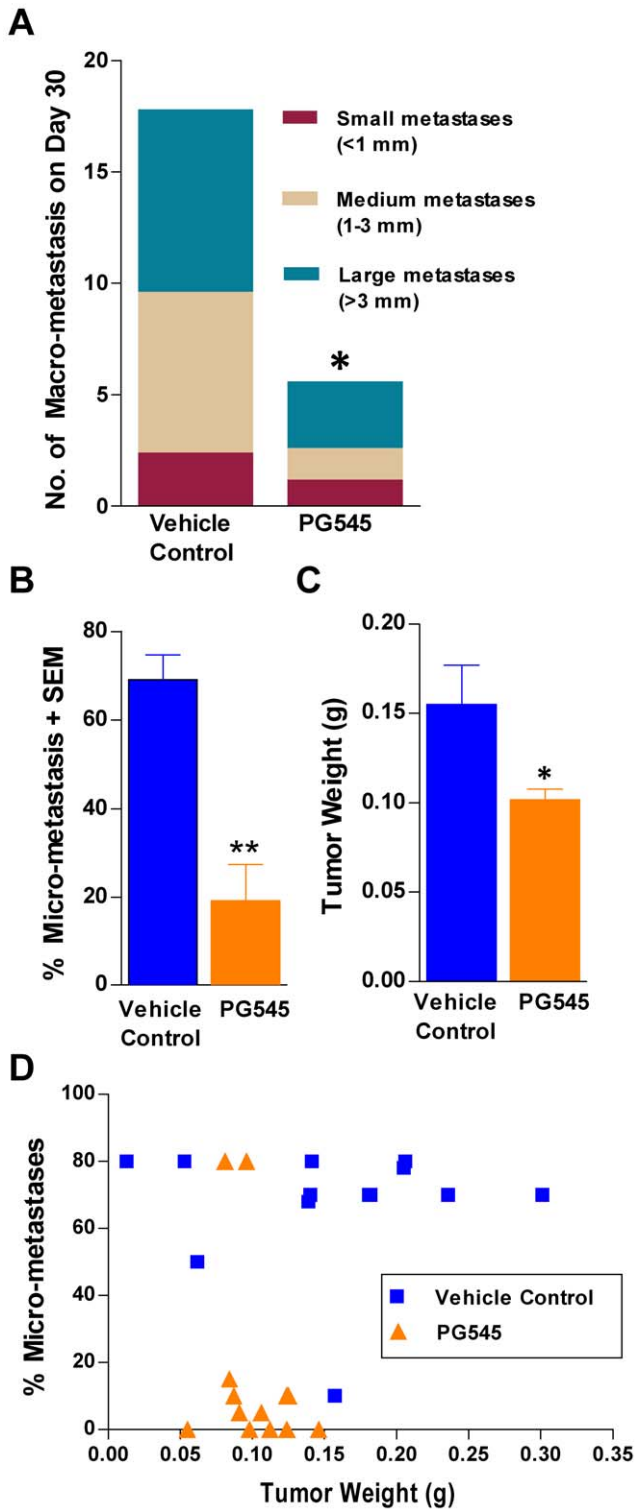 A
No. of Macro-metastasis on Day 30
20
15
10
5
0
Small metastases
(<1 mm)
Medium metastases
(1-3 mm)
Large metastases
(>3 mm)
*
Vehicle
Control
PG545
B
% Micro-metastasis + SEM
80
60
40
20
0
**
Vehicle
Control
PG545
C
Tumor Weight (g)
0.20
0.15
0.10
0.05
0.00
*
Vehicle
Control
PG545
D
% Micro-metastases
100
80
60
40
20
0
Vehicle Control
PG545
0.00 0.05 0.10 0.15 0.20 0.25 0.30 0.35
Tumor Weight (g)